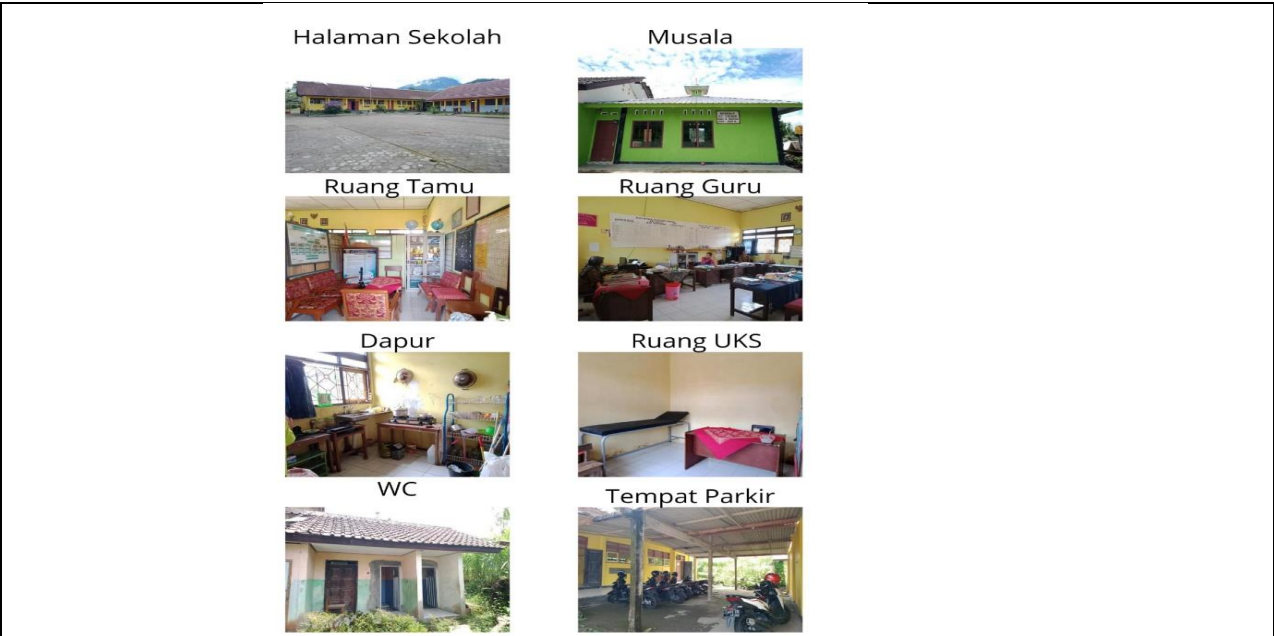 Halaman Sekolah
Musala
Ruang Tamu
Ruang Guru
Dapur
Ruang UKS
WC
Tempat Parkir